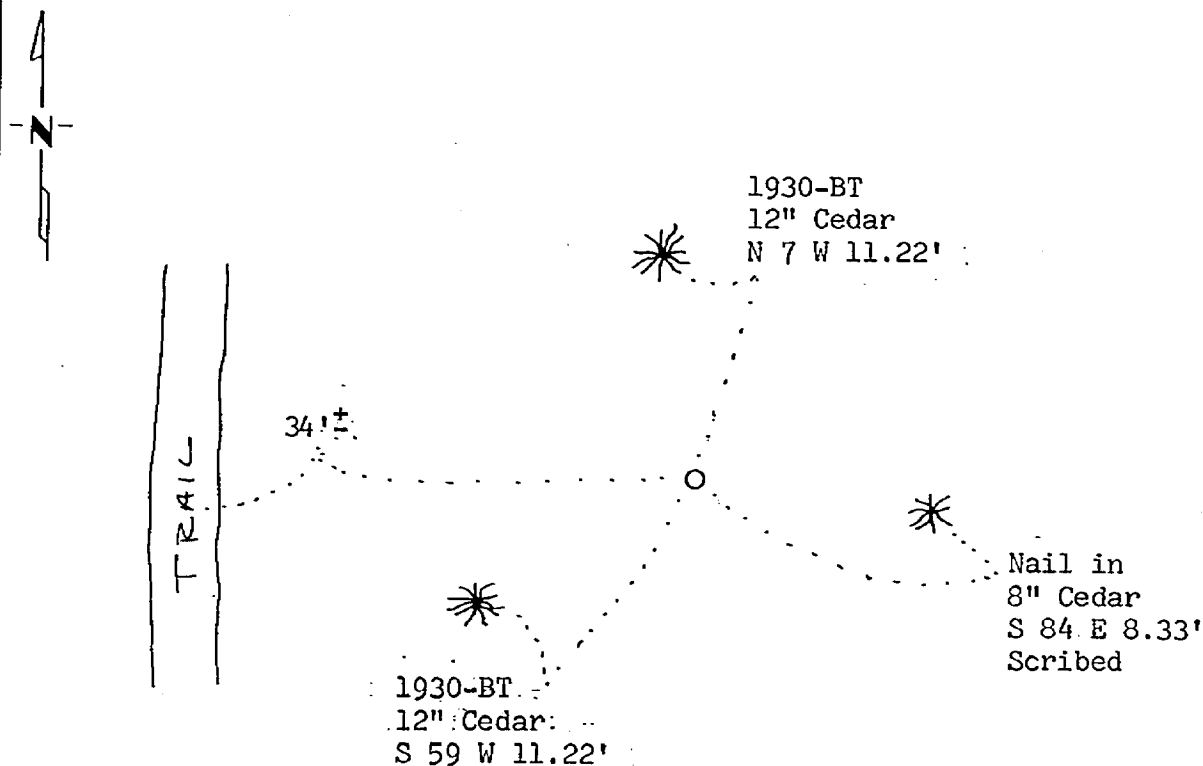 N
1930-BT
12" Cedar
N 7 W 11.22'
34'±
TRAIL
Nail in
8" Cedar
S 84 E 8.33'
Scribed
1930-BT
12" Cedar
S 59 W 11.22'